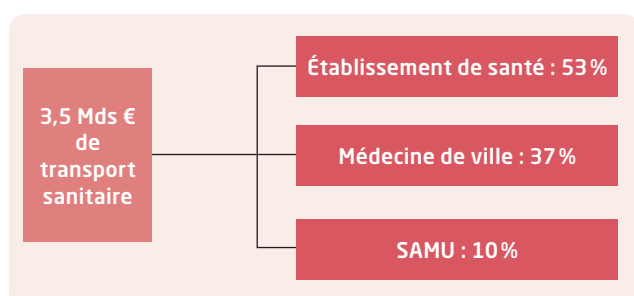 3,5 Mds €
de
transport
sanitaire
Établissement de santé : 53 %
Médecine de ville : 37 %
SAMU : 10 %